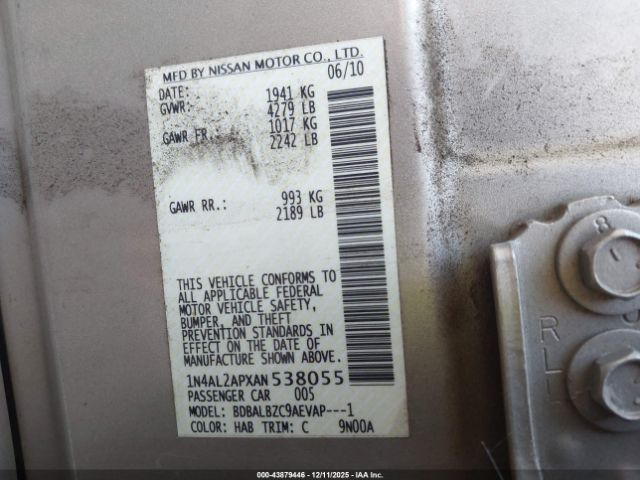 MFD BY NISSAN MOTOR CO., LTD.
DATE: 06/10
GVWR: 1941 KG
4279 LB
GAWR FR.: 1017 KG
2242 LB
GAWR RR.: 993 KG
2189 LB
THIS VEHICLE CONFORMS TO
ALL APPLICABLE FEDERAL
MOTOR VEHICLE SAFETY,
BUMPER, AND THEFT
PREVENTION STANDARDS IN
EFFECT ON THE DATE OF
MANUFACTURE SHOWN ABOVE.
1N4AL2APXAN538055
PASSENGER CAR 005
MODEL: BDBALBZC9AEVAP---1
COLOR: HAB TRIM: C 9N00A
8
RL
00-43879446 - 12/11/2025 - IAA Inc.